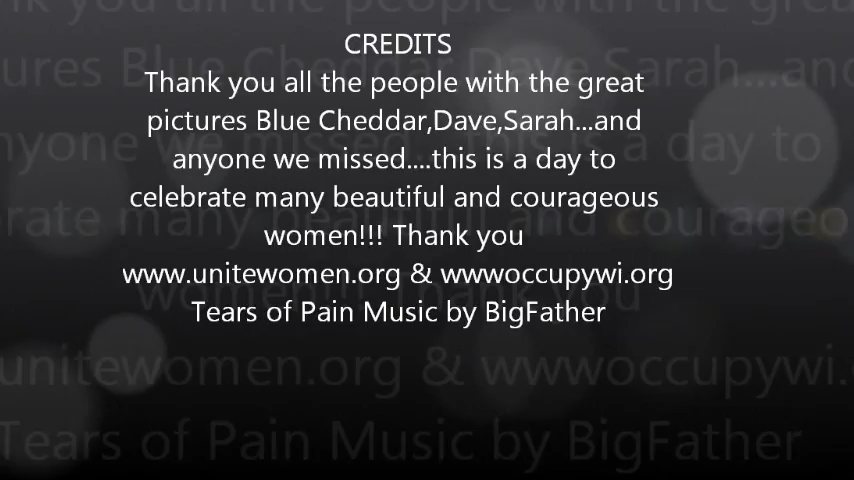 CREDITS
Thank you all the people with the great
pictures Blue Cheddar,Dave,Sarah...and
anyone we missed....this is a day to
celebrate many beautiful and courageous
women!!! Thank you
www.unitewomen.org & wwwoccupywi.org
Tears of Pain Music by BigFather